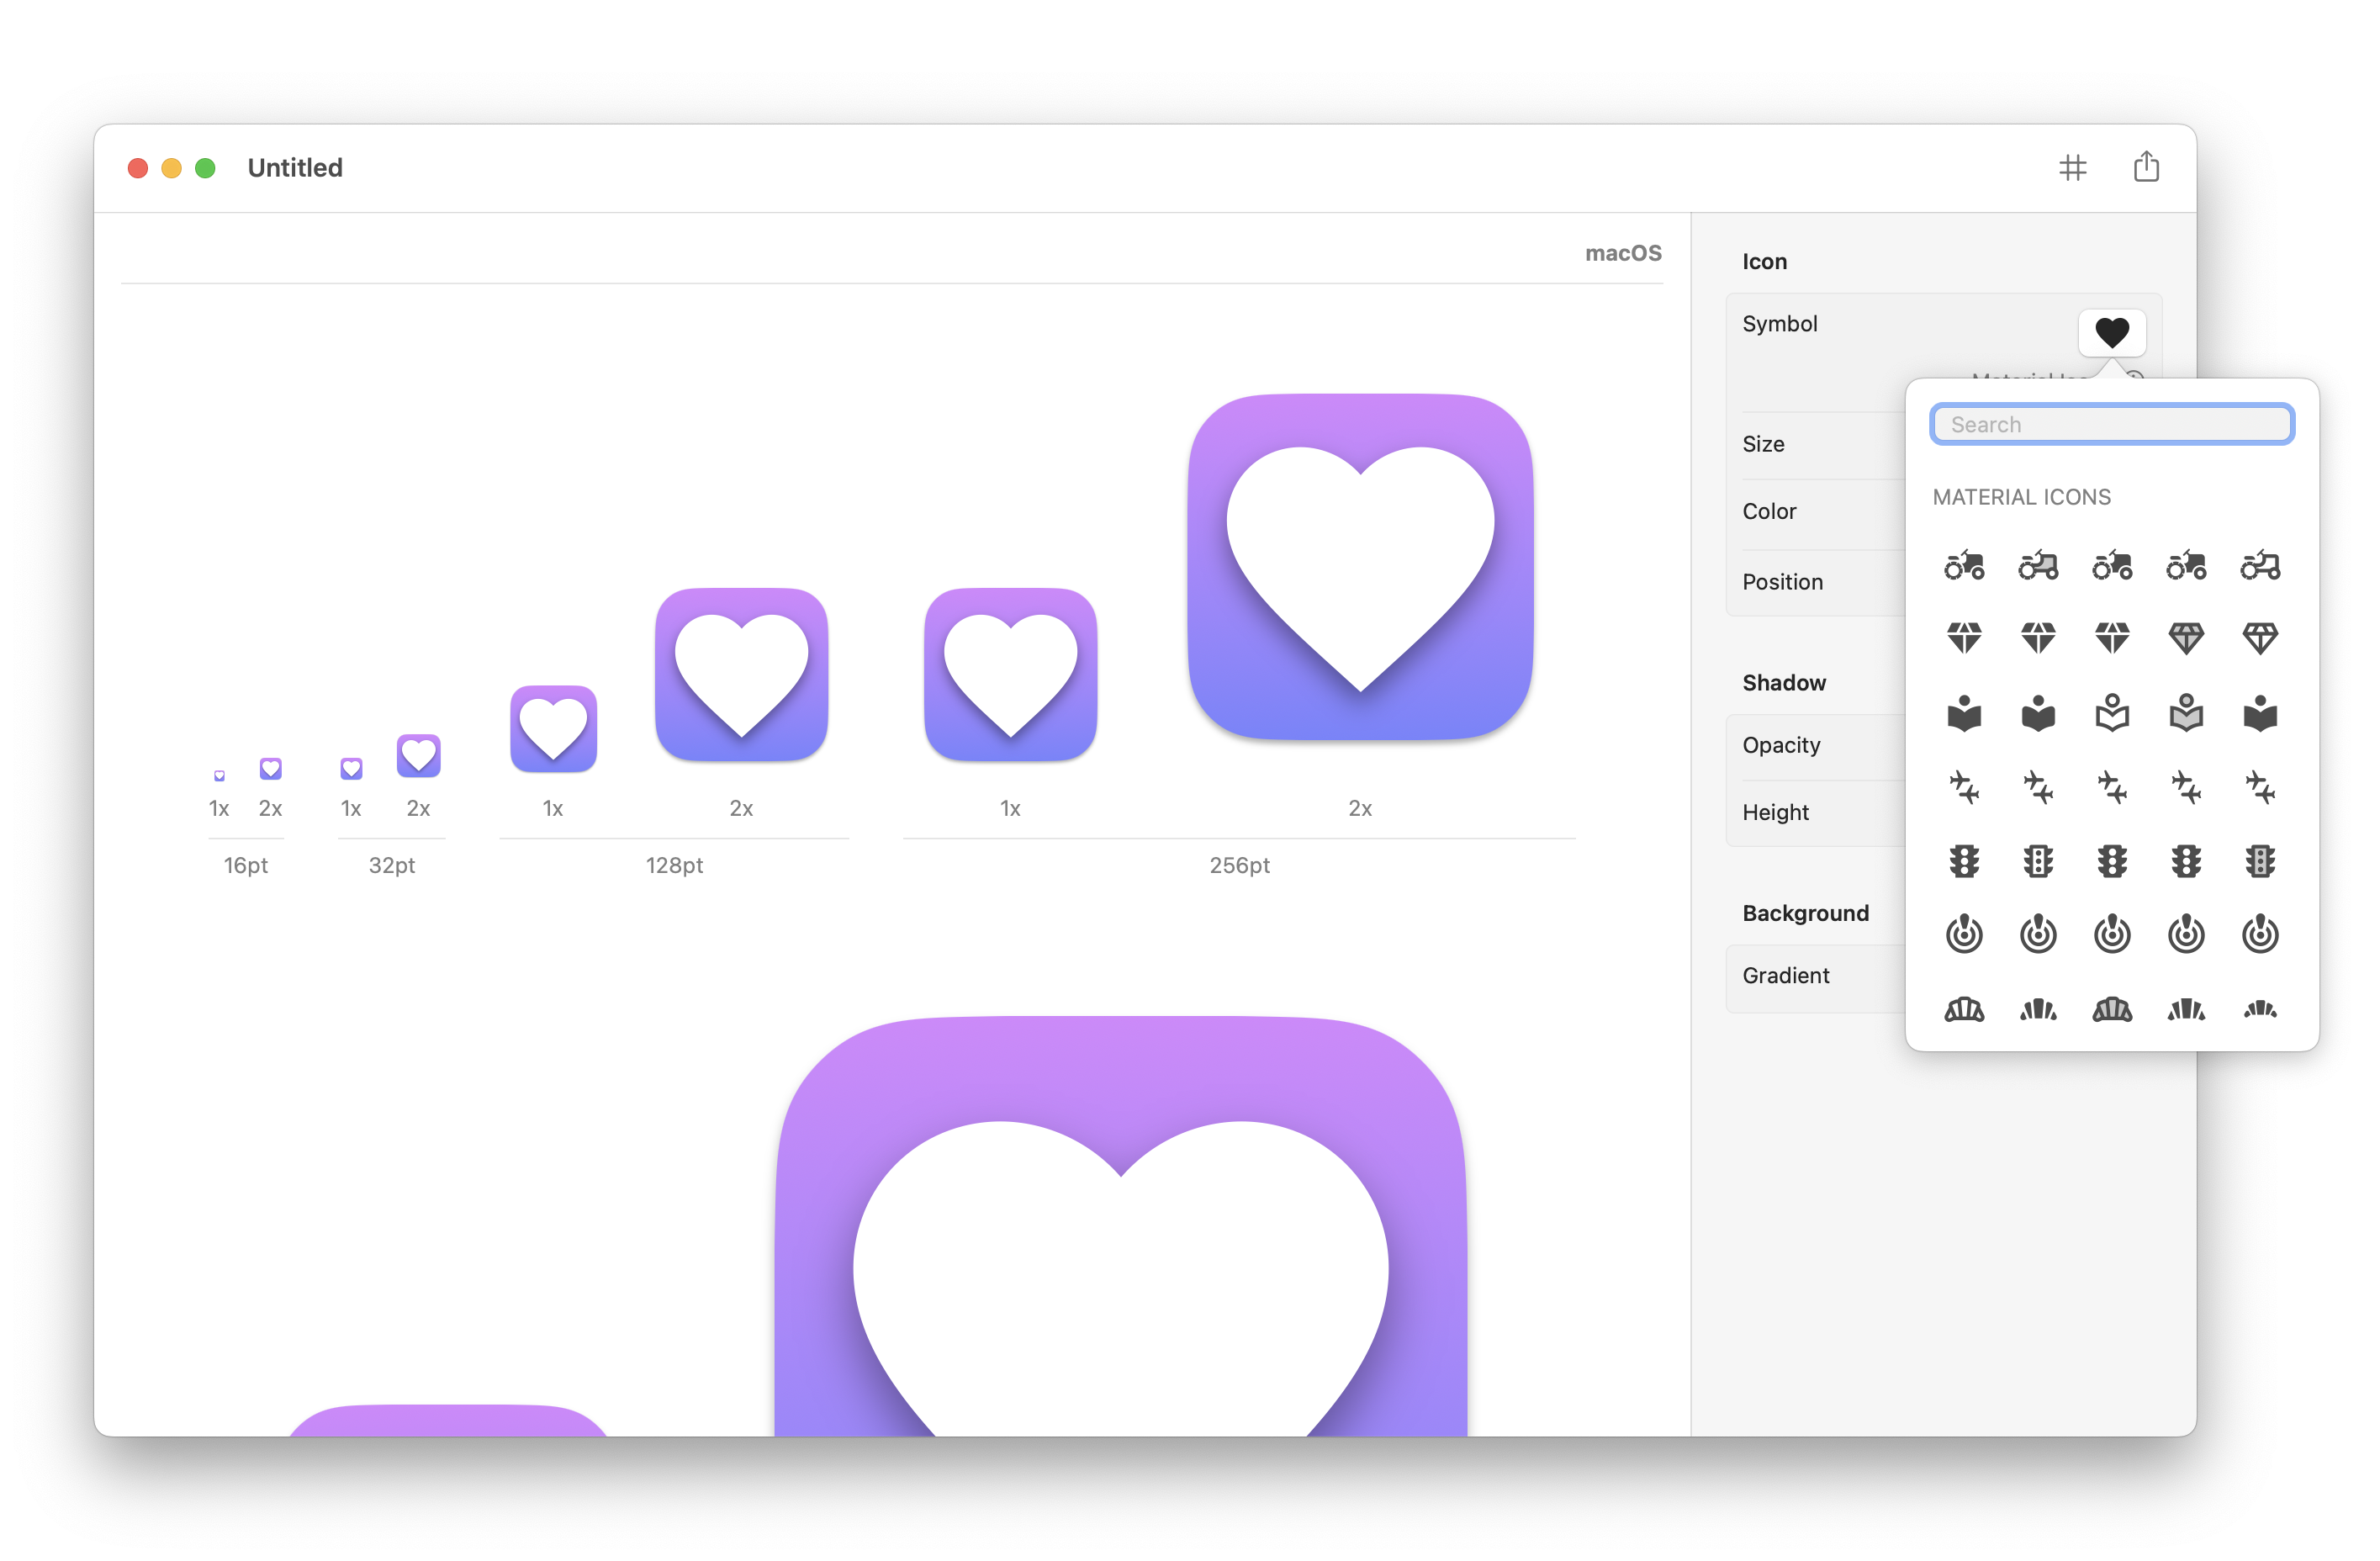 Untitled
macOS
1x 2x 1x 2x 1x 2x 1x 2x
16pt 32pt 128pt 256pt
Icon
Symbol
Size
Color
Position
Shadow
Opacity
Height
Background
Gradient
Search
MATERIAL ICONS